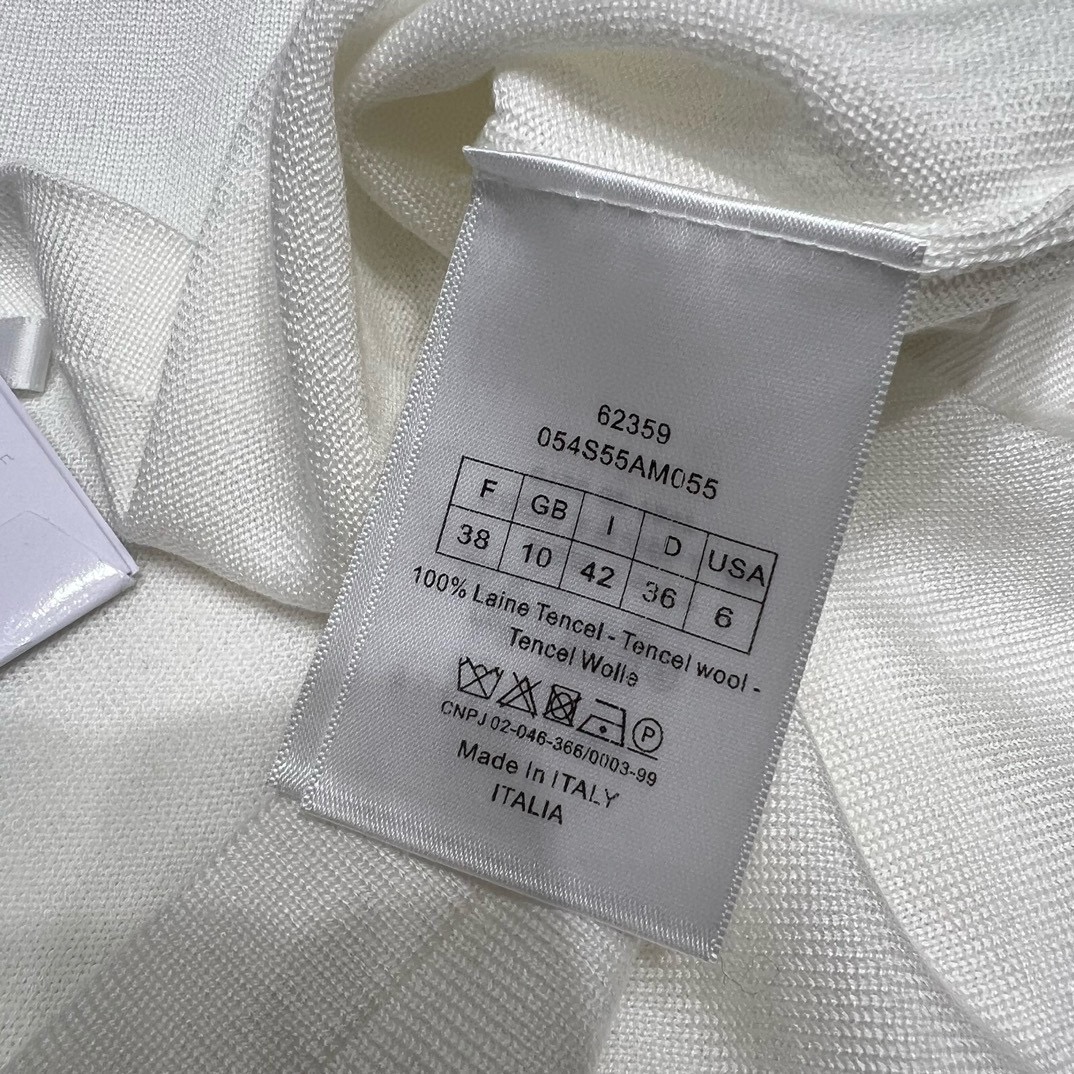 62359
054S55AM055
F GB I D USA
38 10 42 36 6
100% Laine Tencel - Tencel wool -
Tencel Wolle
P
CNPJ 02-046-366/0003-99
Made In ITALY
ITALIA